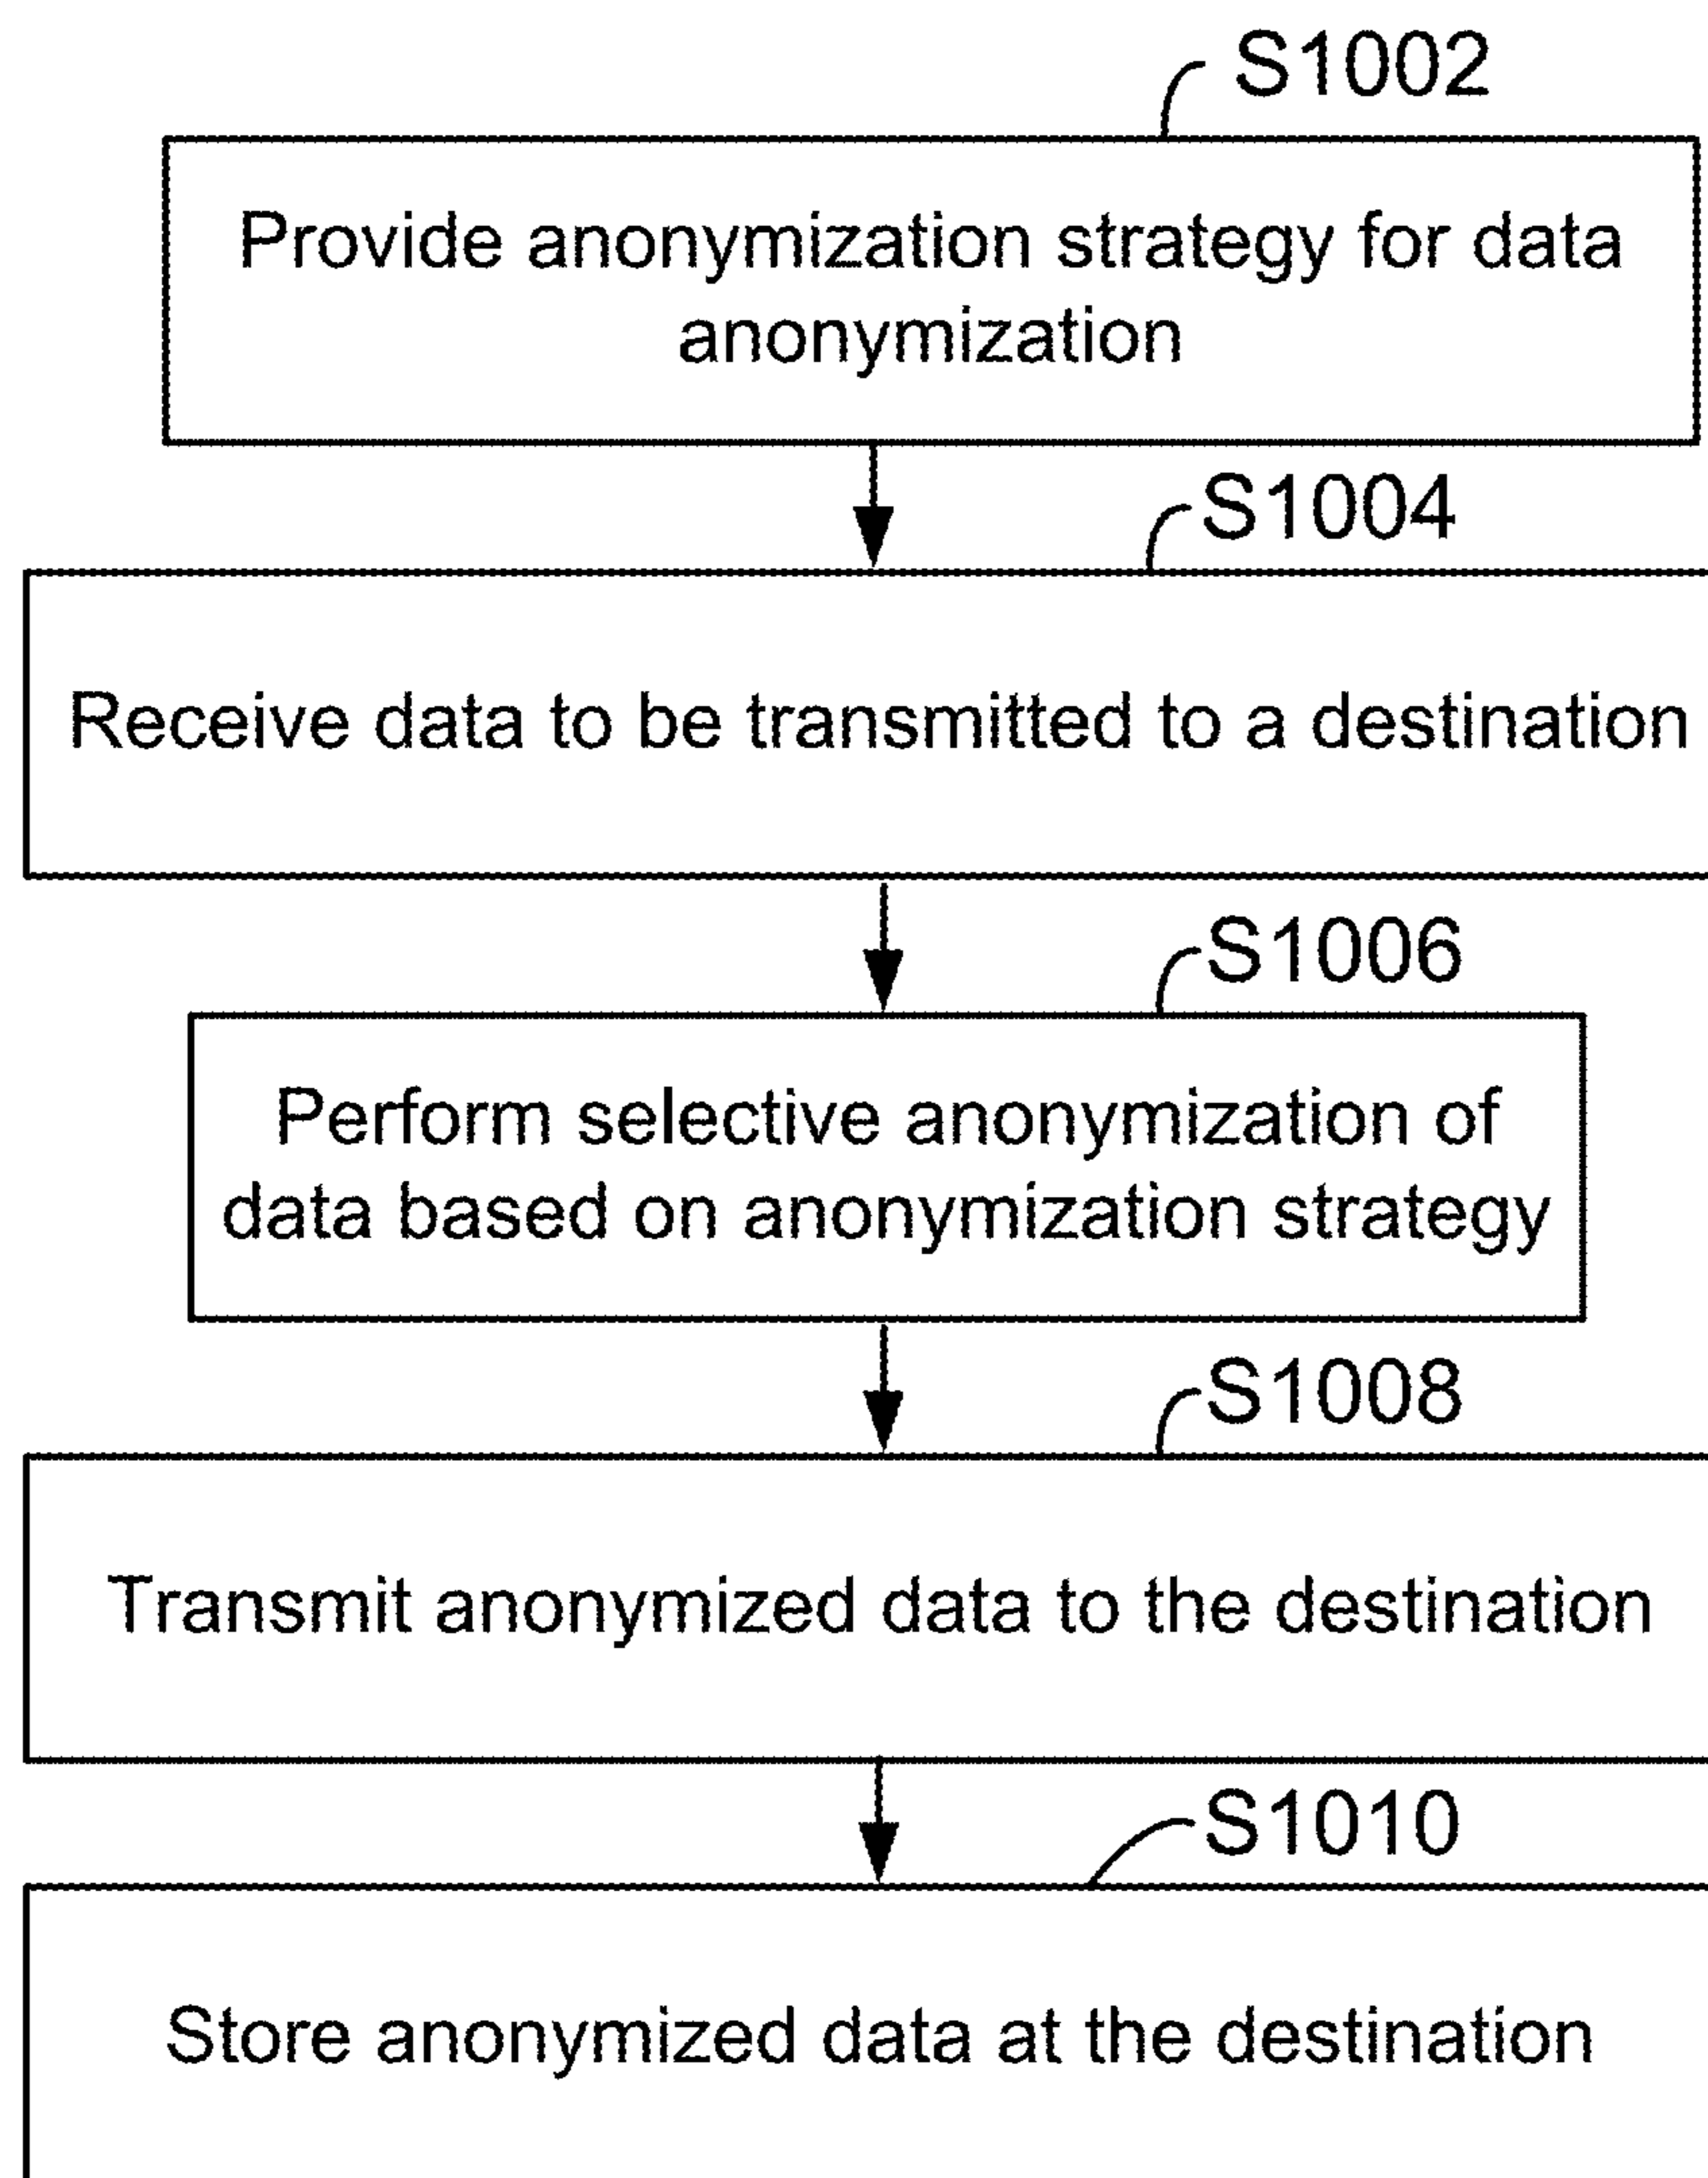 S1002
Provide anonymization strategy for data
anonymization
S1004
Receive data to be transmitted to a destination
S1006
Perform selective anonymization of
data based on anonymization strategy
S1008
Transmit anonymized data to the destination
S1010
Store anonymized data at the destination